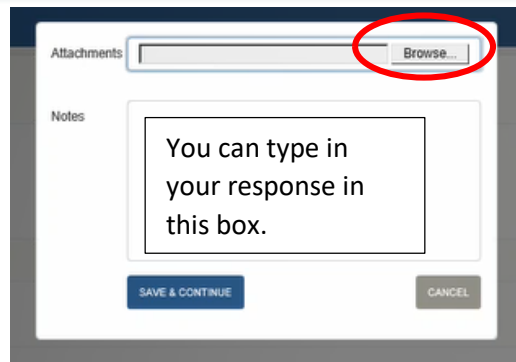 Attachments Browse...
Notes
You can type in
your response in
this box.
SAVE & CONTINUE CANCEL